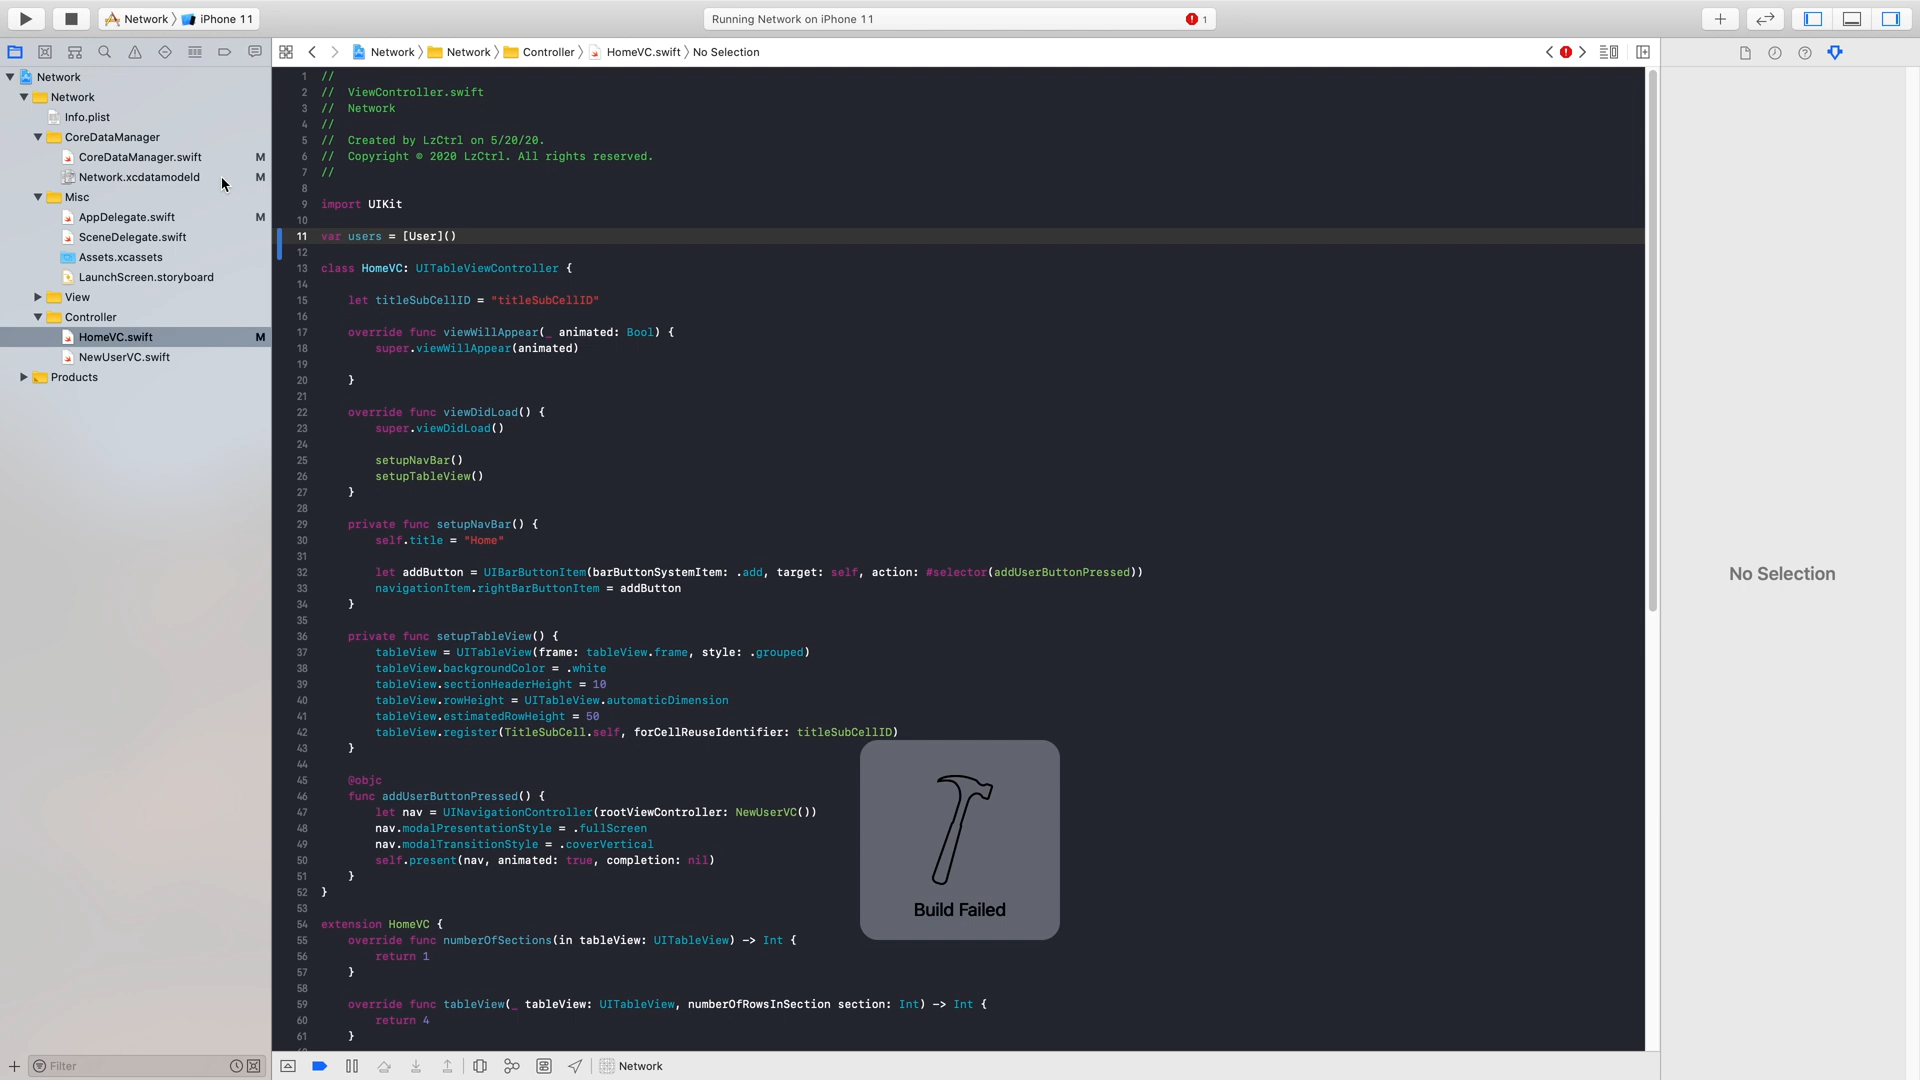 Network
iPhone 11
Running Network on iPhone 11
1
Network
Network
Controller
HomeVC.swift
No Selection
Network
Network
Info.plist
CoreDataManager
CoreDataManager.swift M
Network.xcdatamodeld M
Misc
AppDelegate.swift M
SceneDelegate.swift
Assets.xcassets
LaunchScreen.storyboard
View
Controller
HomeVC.swift M
NewUserVC.swift
Products
1 //
2 //  ViewController.swift
3 //  Network
4 //
5 //  Created by LzCtrl on 5/20/20.
6 //  Copyright © 2020 LzCtrl. All rights reserved.
7 //
8
9 import UIKit
10
11 var users = [User]()
12
13 class HomeVC: UITableViewController {
14
15     let titleSubCellID = "titleSubCellID"
16
17     override func viewWillAppear(_ animated: Bool) {
18         super.viewWillAppear(animated)
19
20     }
21
22     override func viewDidLoad() {
23         super.viewDidLoad()
24
25         setupNavBar()
26         setupTableView()
27     }
28
29     private func setupNavBar() {
30         self.title = "Home"
31
32         let addButton = UIBarButtonItem(barButtonSystemItem: .add, target: self, action: #selector(addUserButtonPressed))
33         navigationItem.rightBarButtonItem = addButton
34     }
35
36     private func setupTableView() {
37         tableView = UITableView(frame: tableView.frame, style: .grouped)
38         tableView.backgroundColor = .white
39         tableView.sectionHeaderHeight = 10
40         tableView.rowHeight = UITableView.automaticDimension
41         tableView.estimatedRowHeight = 50
42         tableView.register(TitleSubCell.self, forCellReuseIdentifier: titleSubCellID)
43     }
44
45     @objc
46     func addUserButtonPressed() {
47         let nav = UINavigationController(rootViewController: NewUserVC())
48         nav.modalPresentationStyle = .fullScreen
49         nav.modalTransitionStyle = .coverVertical
50         self.present(nav, animated: true, completion: nil)
51     }
52 }
53
54 extension HomeVC {
55     override func numberOfSections(in tableView: UITableView) -> Int {
56         return 1
57     }
58
59     override func tableView(_ tableView: UITableView, numberOfRowsInSection section: Int) -> Int {
60         return 4
61     }
Build Failed
No Selection
Filter
Network